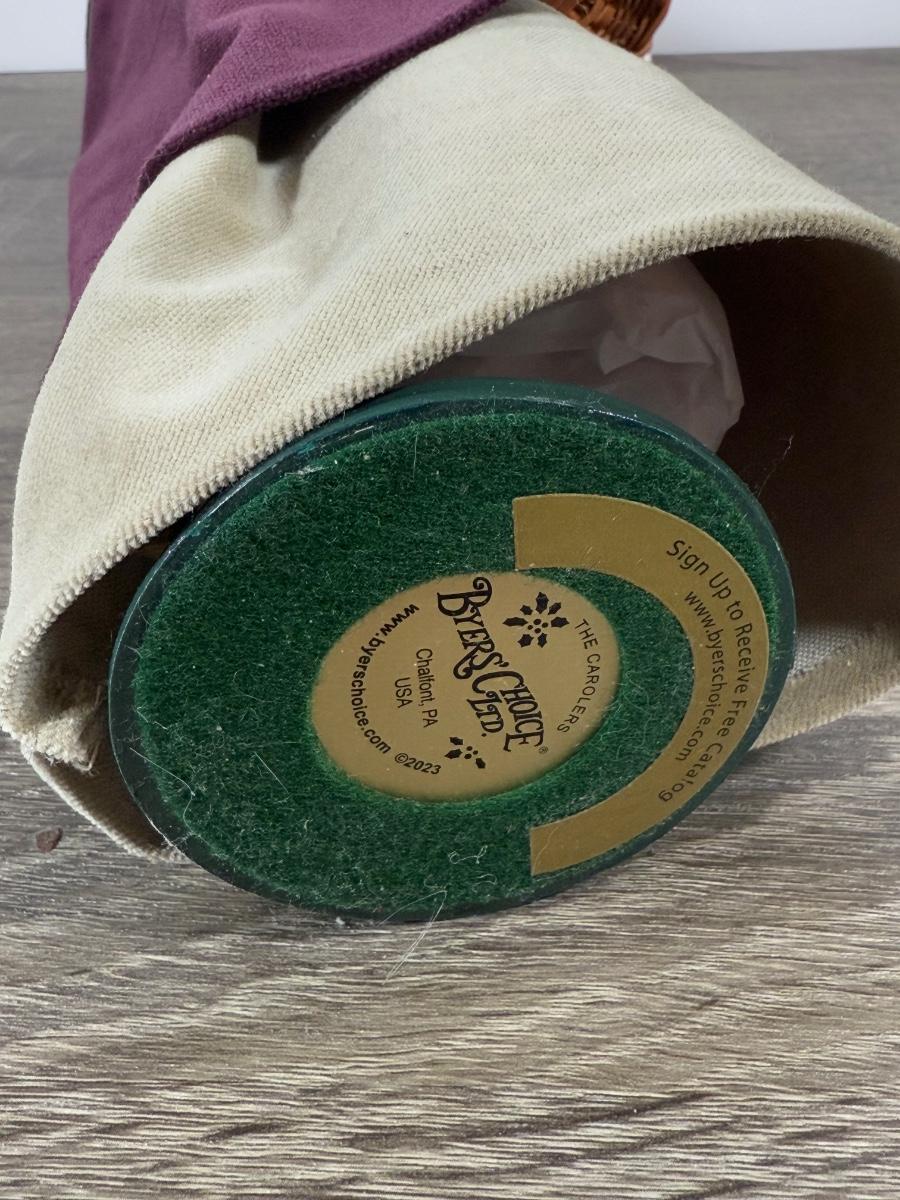 THE CAROLERS
BYERS' CHOICE®
LTD.
Chalfont, PA
USA
www.byerschoice.com ©2023
Sign Up to Receive Free Catalog
www.byerschoice.com